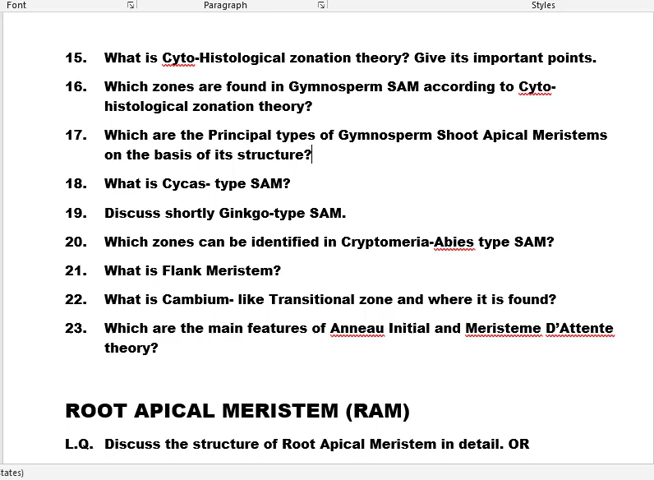 Font Paragraph Styles
15. What is Cyto-Histological zonation theory? Give its important points.
16. Which zones are found in Gymnosperm SAM according to Cyto-
histological zonation theory?
17. Which are the Principal types of Gymnosperm Shoot Apical Meristems
on the basis of its structure?
18. What is Cycas- type SAM?
19. Discuss shortly Ginkgo-type SAM.
20. Which zones can be identified in Cryptomeria-Abies type SAM?
21. What is Flank Meristem?
22. What is Cambium- like Transitional zone and where it is found?
23. Which are the main features of Anneau Initial and Meristeme D’Attente
theory?
ROOT APICAL MERISTEM (RAM)
L.Q. Discuss the structure of Root Apical Meristem in detail. OR
tates)